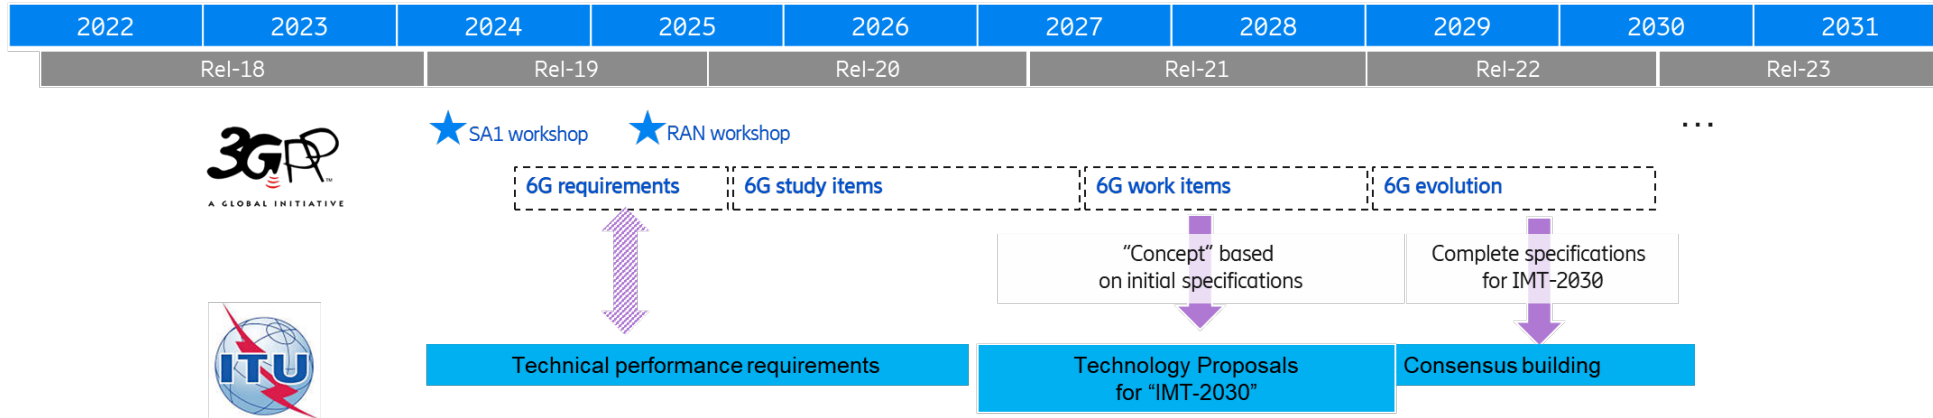 2022 2023 2024 2025 2026 2027 2028 2029 2030 2031
Rel-18 Rel-19 Rel-20 Rel-21 Rel-22 Rel-23
SA1 workshop RAN workshop ...
3GPP™
A GLOBAL INITIATIVE
6G requirements 6G study items 6G work items 6G evolution
“Concept” based
on initial specifications
Complete specifications
for IMT-2030
ITU
Technical performance requirements
Technology Proposals
for “IMT-2030”
Consensus building